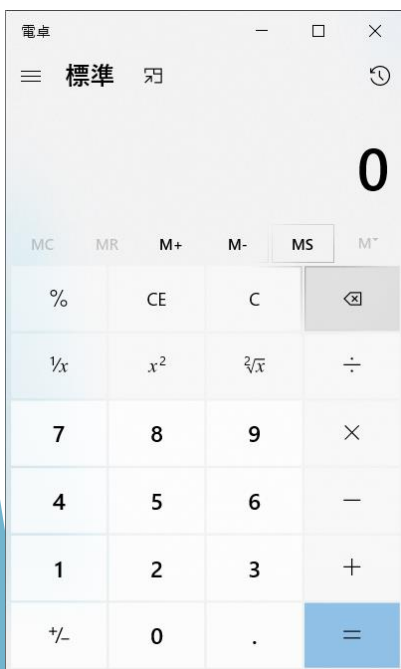 電卓
標準
0
MC MR M+ M- MS M˅
% CE C
¹/x x² ²√x ÷
7 8 9 ×
4 5 6 −
1 2 3 +
+/− 0 . =